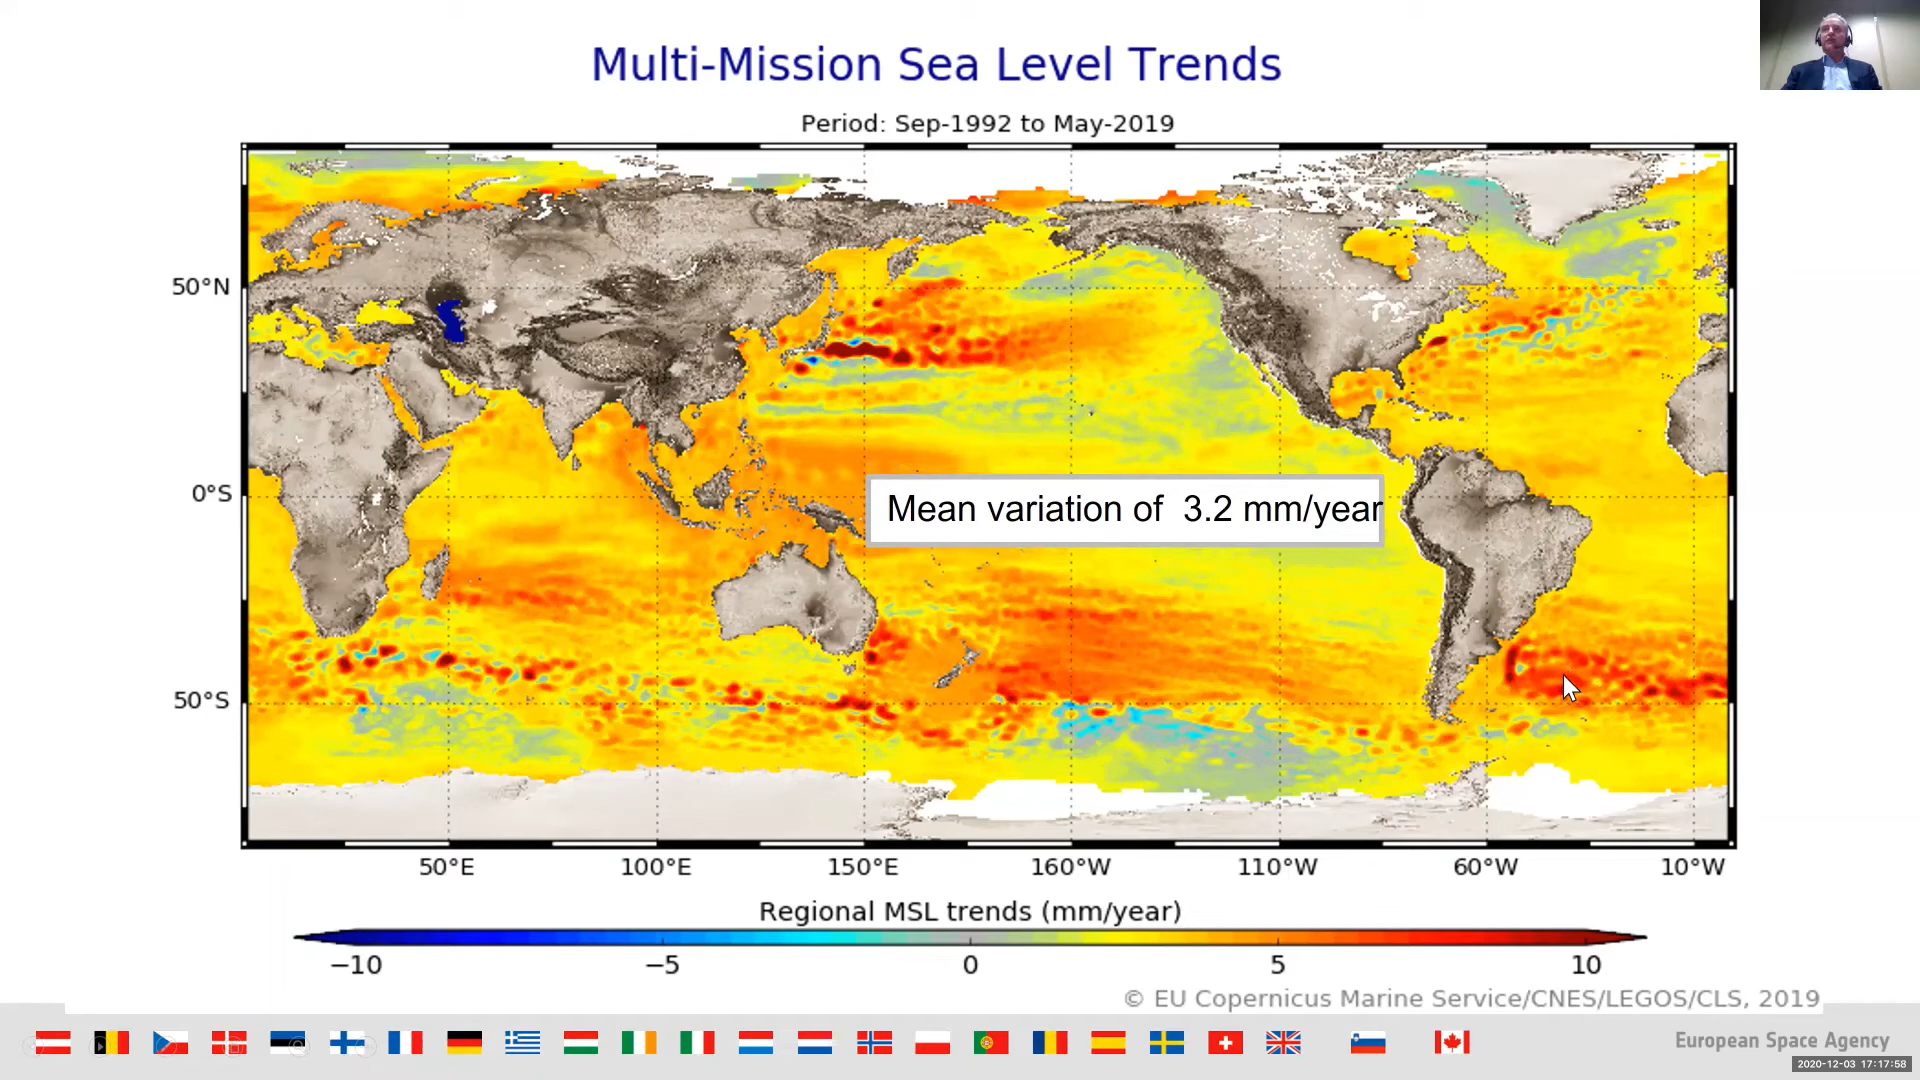 Multi-Mission Sea Level Trends
Period: Sep-1992 to May-2019
50°N
0°S
50°S
Mean variation of 3.2 mm/year
50°E 100°E 150°E 160°W 110°W 60°W 10°W
Regional MSL trends (mm/year)
−10 −5 0 5 10
© EU Copernicus Marine Service/CNES/LEGOS/CLS, 2019
European Space Agency
2020-12-03 17:17:58